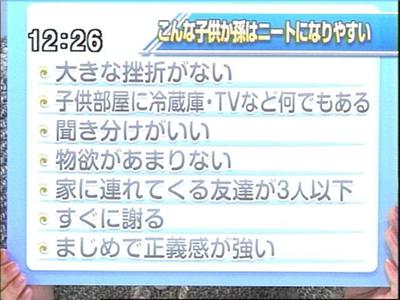 12:26
こんな子供か孫はニートになりやすい
大きな挫折がない
子供部屋に冷蔵庫・TVなど何でもある
聞き分けがいい
物欲があまりない
家に連れてくる友達が3人以下
すぐに謝る
まじめで正義感が強い